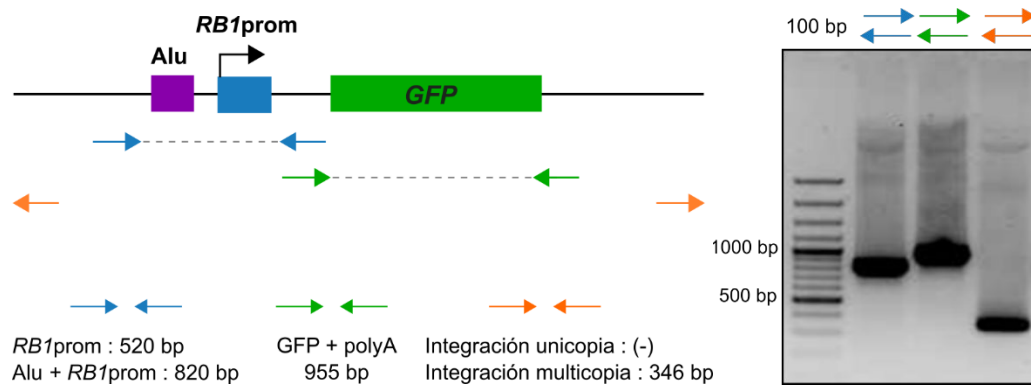 RB1prom
Alu
GFP
RB1prom : 520 bp
Alu + RB1prom : 820 bp
GFP + polyA
955 bp
Integración unicopia : (-)
Integración multicopia : 346 bp
100 bp
1000 bp
500 bp